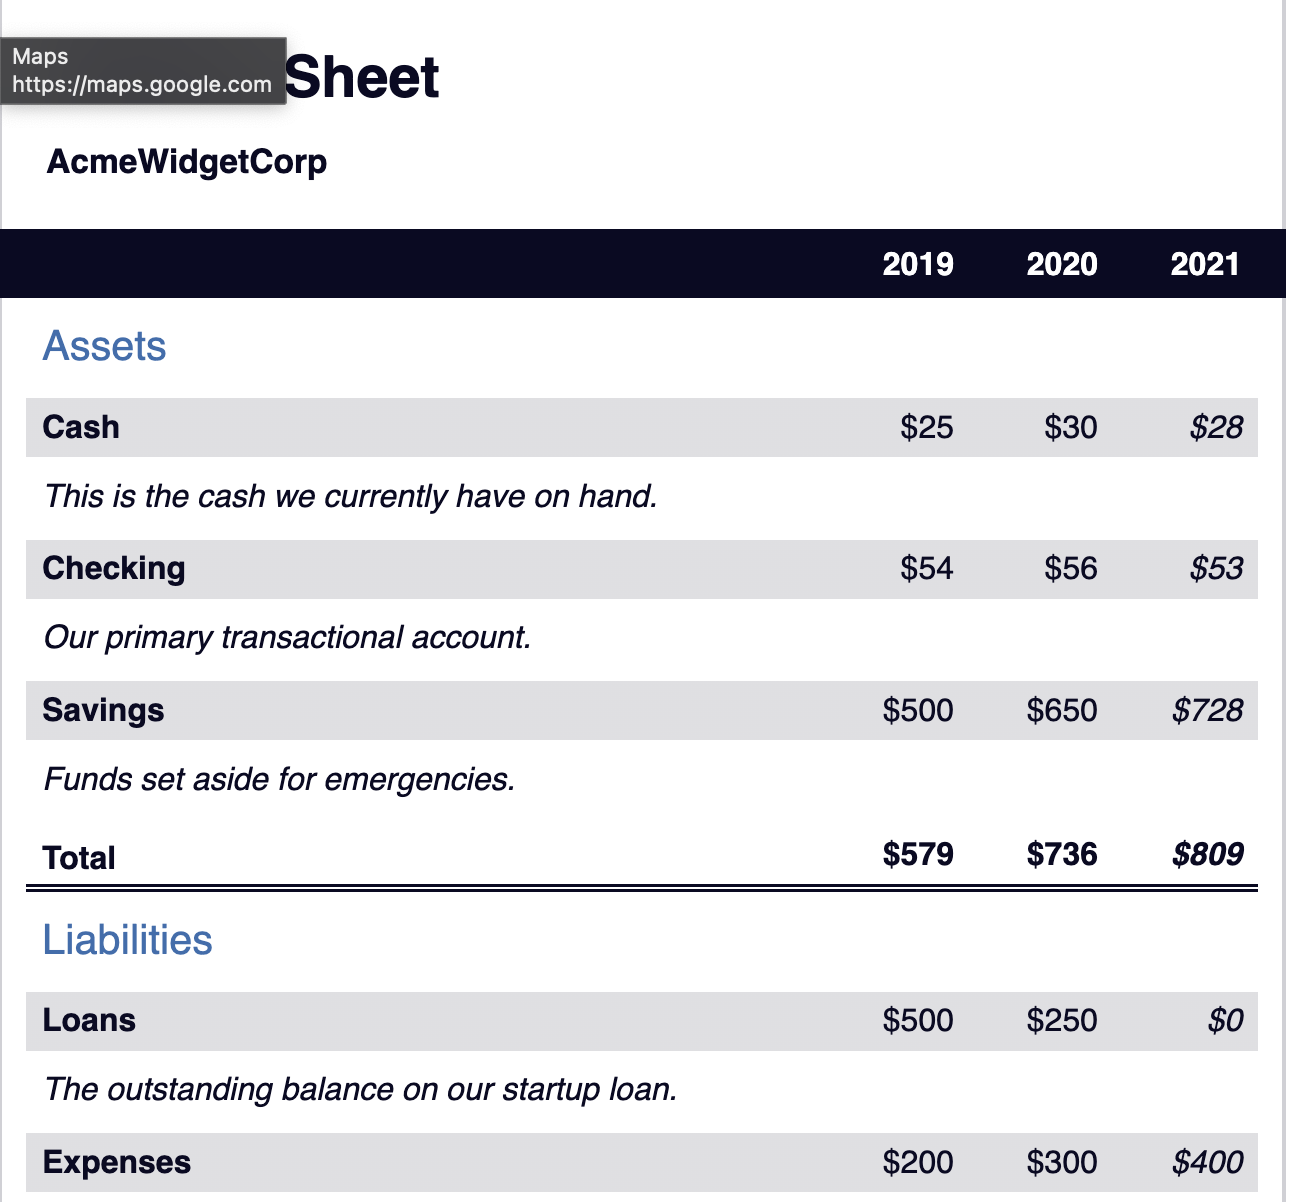 Maps
https://maps.google.com
Sheet
AcmeWidgetCorp
2019 2020 2021
Assets
Cash $25 $30 $28
This is the cash we currently have on hand.
Checking $54 $56 $53
Our primary transactional account.
Savings $500 $650 $728
Funds set aside for emergencies.
Total $579 $736 $809
Liabilities
Loans $500 $250 $0
The outstanding balance on our startup loan.
Expenses $200 $300 $400